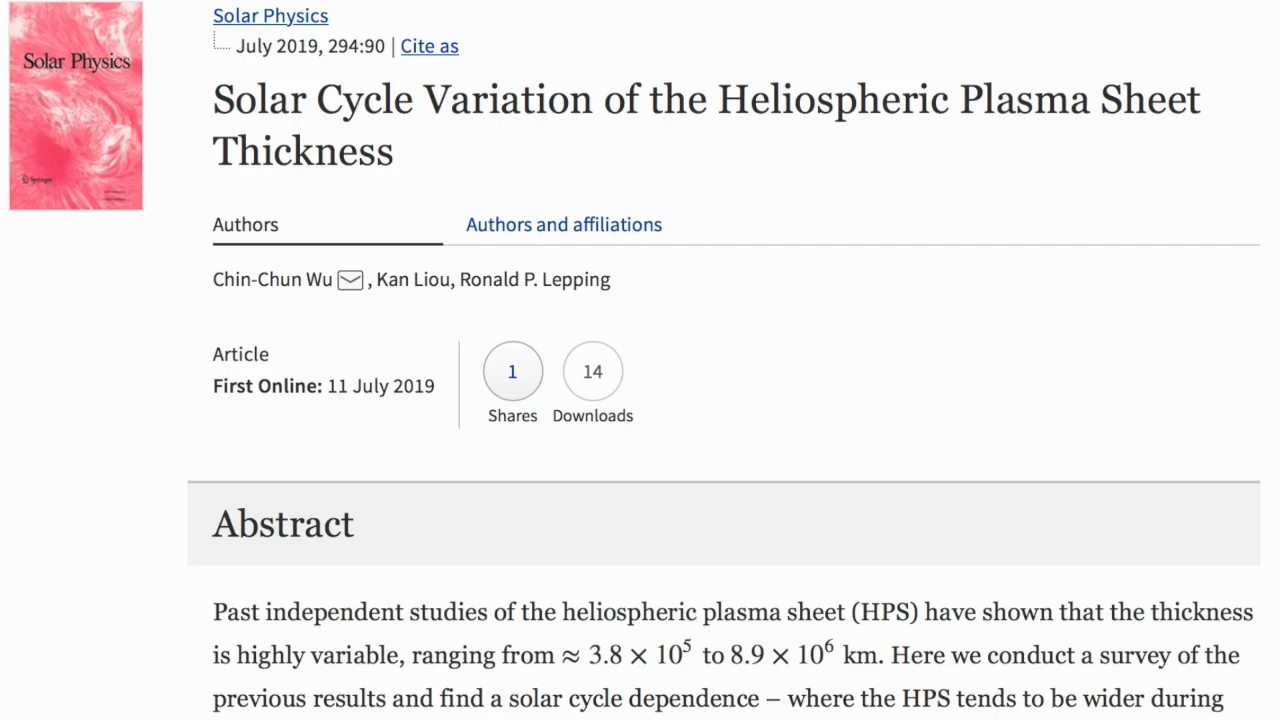 Solar Physics
Solar Physics
July 2019, 294:90 | Cite as
Solar Cycle Variation of the Heliospheric Plasma Sheet
Thickness
Springer
Authors
Authors and affiliations
Chin-Chun Wu , Kan Liou, Ronald P. Lepping
Article
First Online: 11 July 2019
1
14
Shares
Downloads
Abstract
Past independent studies of the heliospheric plasma sheet (HPS) have shown that the thickness
is highly variable, ranging from ≈ 3.8 × 10⁵ to 8.9 × 10⁶ km. Here we conduct a survey of the
previous results and find a solar cycle dependence – where the HPS tends to be wider during